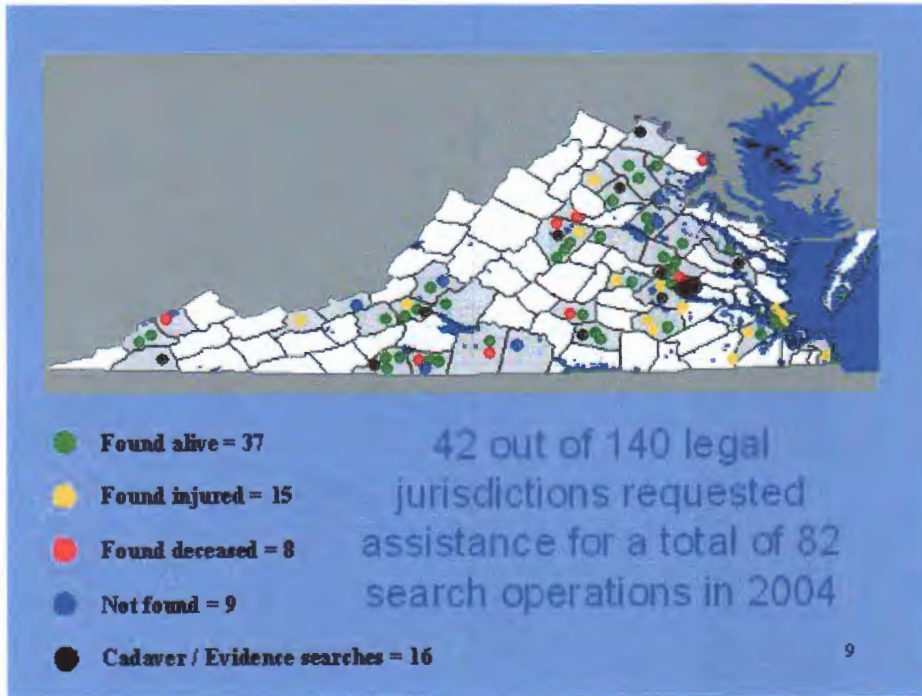 Found alive = 37
Found injured = 15
Found deceased = 8
Not found = 9
Cadaver / Evidence searches = 16
42 out of 140 legal
jurisdictions requested
assistance for a total of 82
search operations in 2004
9